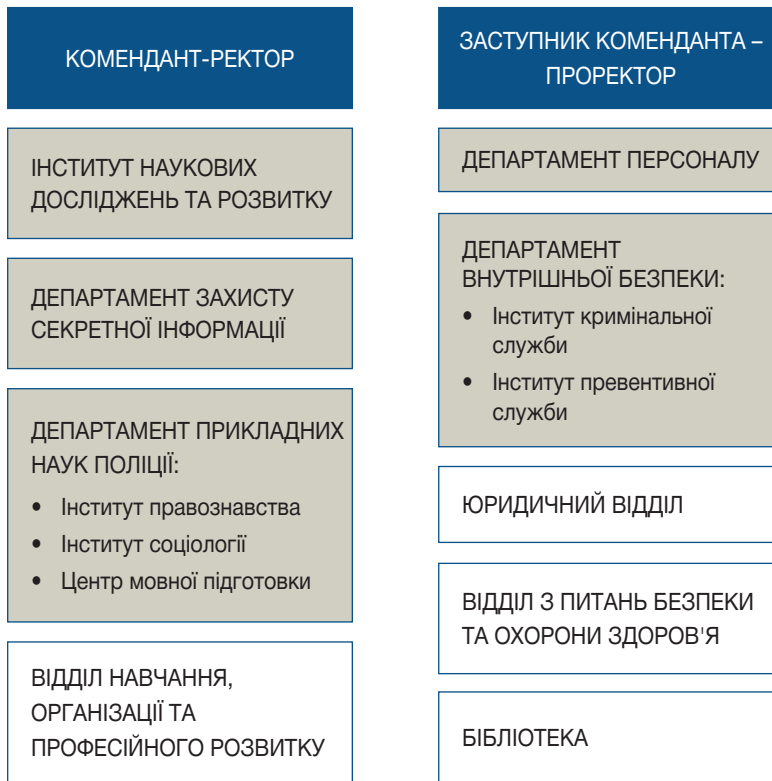 КОМЕНДАНТ-РЕКТОР
ІНСТИТУТ НАУКОВИХ
ДОСЛІДЖЕНЬ ТА РОЗВИТКУ
ДЕПАРТАМЕНТ ЗАХИСТУ
СЕКРЕТНОЇ ІНФОРМАЦІЇ
ДЕПАРТАМЕНТ ПРИКЛАДНИХ
НАУК ПОЛІЦІЇ:
• Інститут правознавства
• Інститут соціології
• Центр мовної підготовки
ВІДДІЛ НАВЧАННЯ,
ОРГАНІЗАЦІЇ ТА
ПРОФЕСІЙНОГО РОЗВИТКУ
ЗАСТУПНИК КОМЕНДАНТА –
ПРОРЕКТОР
ДЕПАРТАМЕНТ ПЕРСОНАЛУ
ДЕПАРТАМЕНТ
ВНУТРІШНЬОЇ БЕЗПЕКИ:
• Інститут кримінальної
служби
• Інститут превентивної
служби
ЮРИДИЧНИЙ ВІДДІЛ
ВІДДІЛ З ПИТАНЬ БЕЗПЕКИ
ТА ОХОРОНИ ЗДОРОВ'Я
БІБЛІОТЕКА